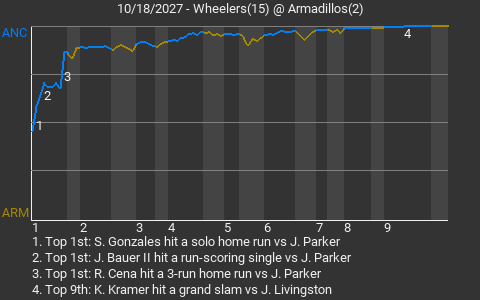 10/18/2027 - Wheelers(15) @ Armadillos(2)
ANC
4
3
2
1
ARM
1 2 3 4 5 6 7 8 9
1. Top 1st: S. Gonzales hit a solo home run vs J. Parker
2. Top 1st: J. Bauer II hit a run-scoring single vs J. Parker
3. Top 1st: R. Cena hit a 3-run home run vs J. Parker
4. Top 9th: K. Kramer hit a grand slam vs J. Livingston